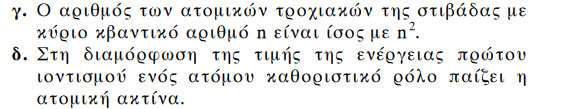 γ. Ο αριθμός των ατομικών τροχιακών της στιβάδας με
κύριο κβαντικό αριθμό n είναι ίσος με n².
δ. Στη διαμόρφωση της τιμής της ενέργειας πρώτου
ιοντισμού ενός ατόμου καθοριστικό ρόλο παίζει η
ατομική ακτίνα.